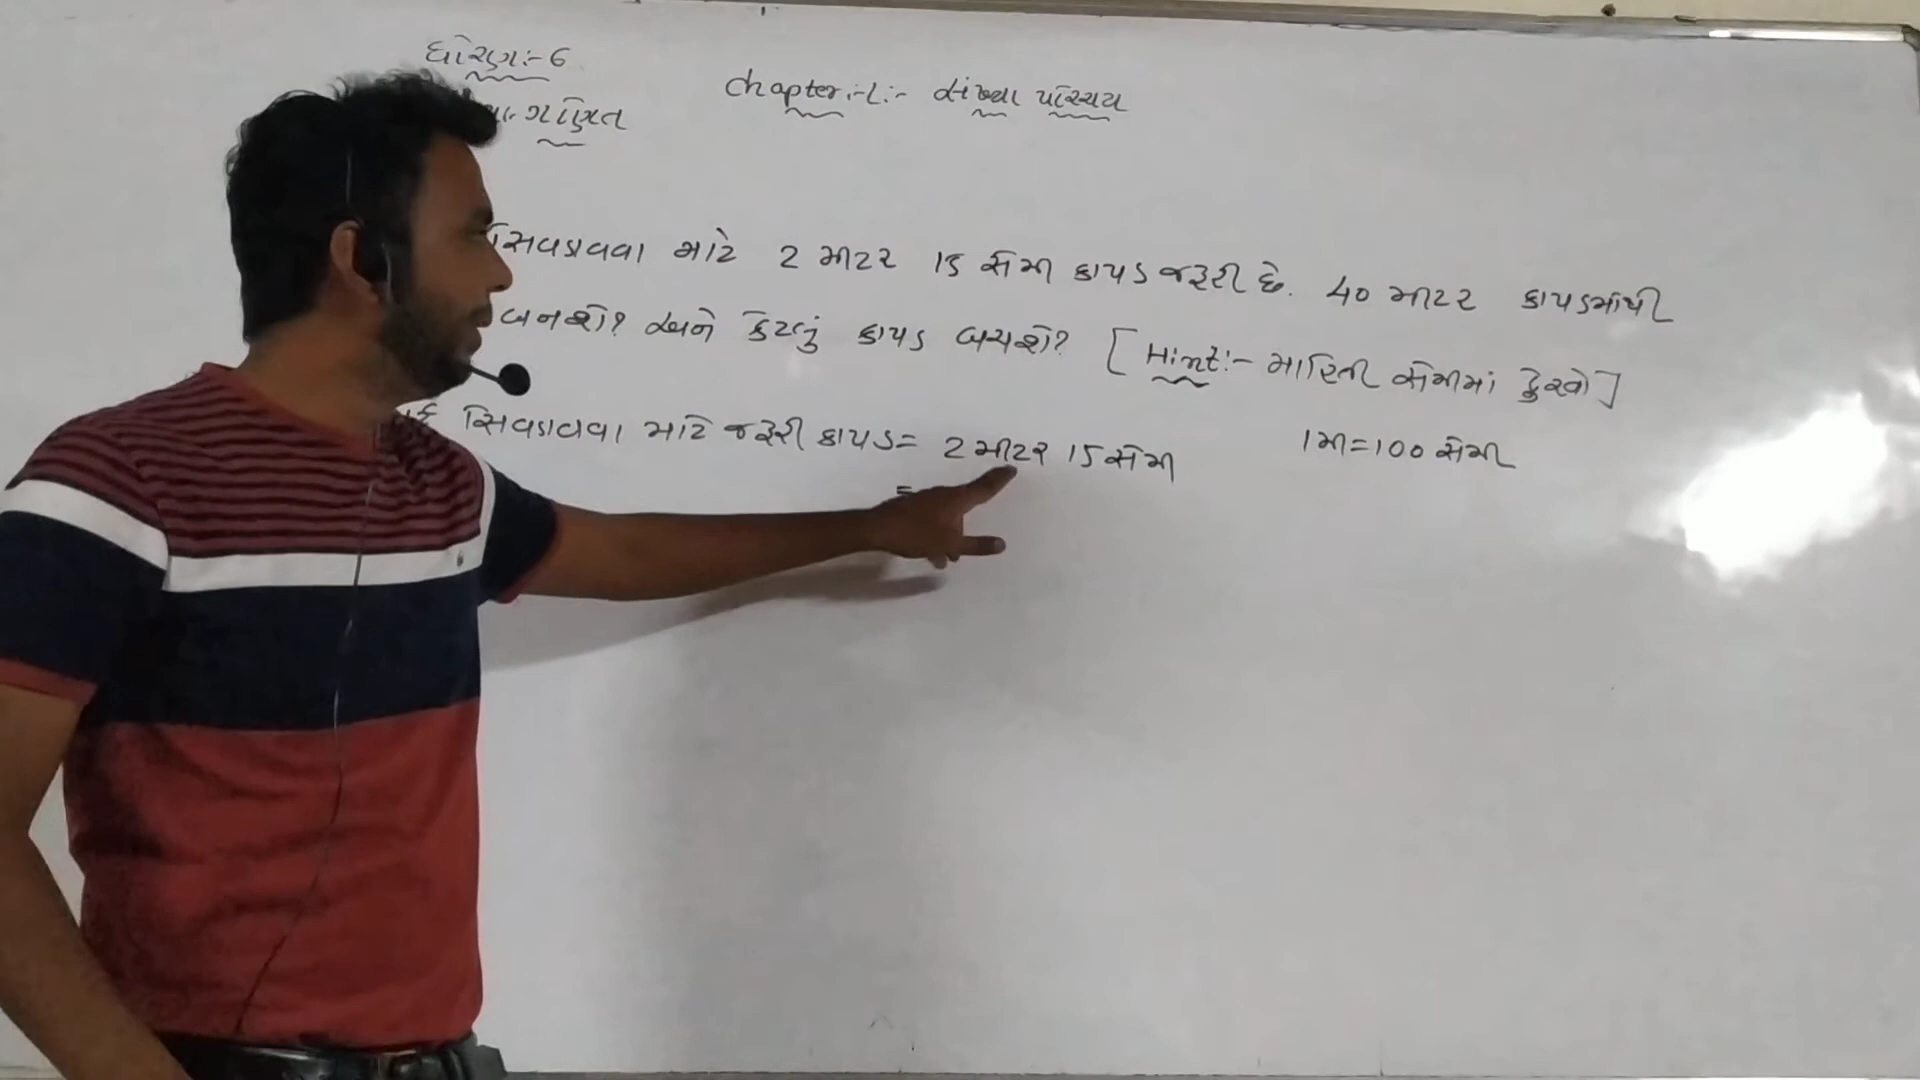 ધોરણ:- 6
ગણિત
chapter:-1:- સંખ્યા પરિચય
સિવડાવવા માટે 2 મીટર 15 સેમી કાપડ જરૂરી છે. 40 મીટર કાપડમાંથી
બનશે? અને કેટલું કાપડ બચશે? [Hint:- માહિતી સેમીમાં ફેરવો]
સિવડાવવા માટે જરૂરી કાપડ = 2 મીટર 15 સેમી
1મી = 100 સેમી
=